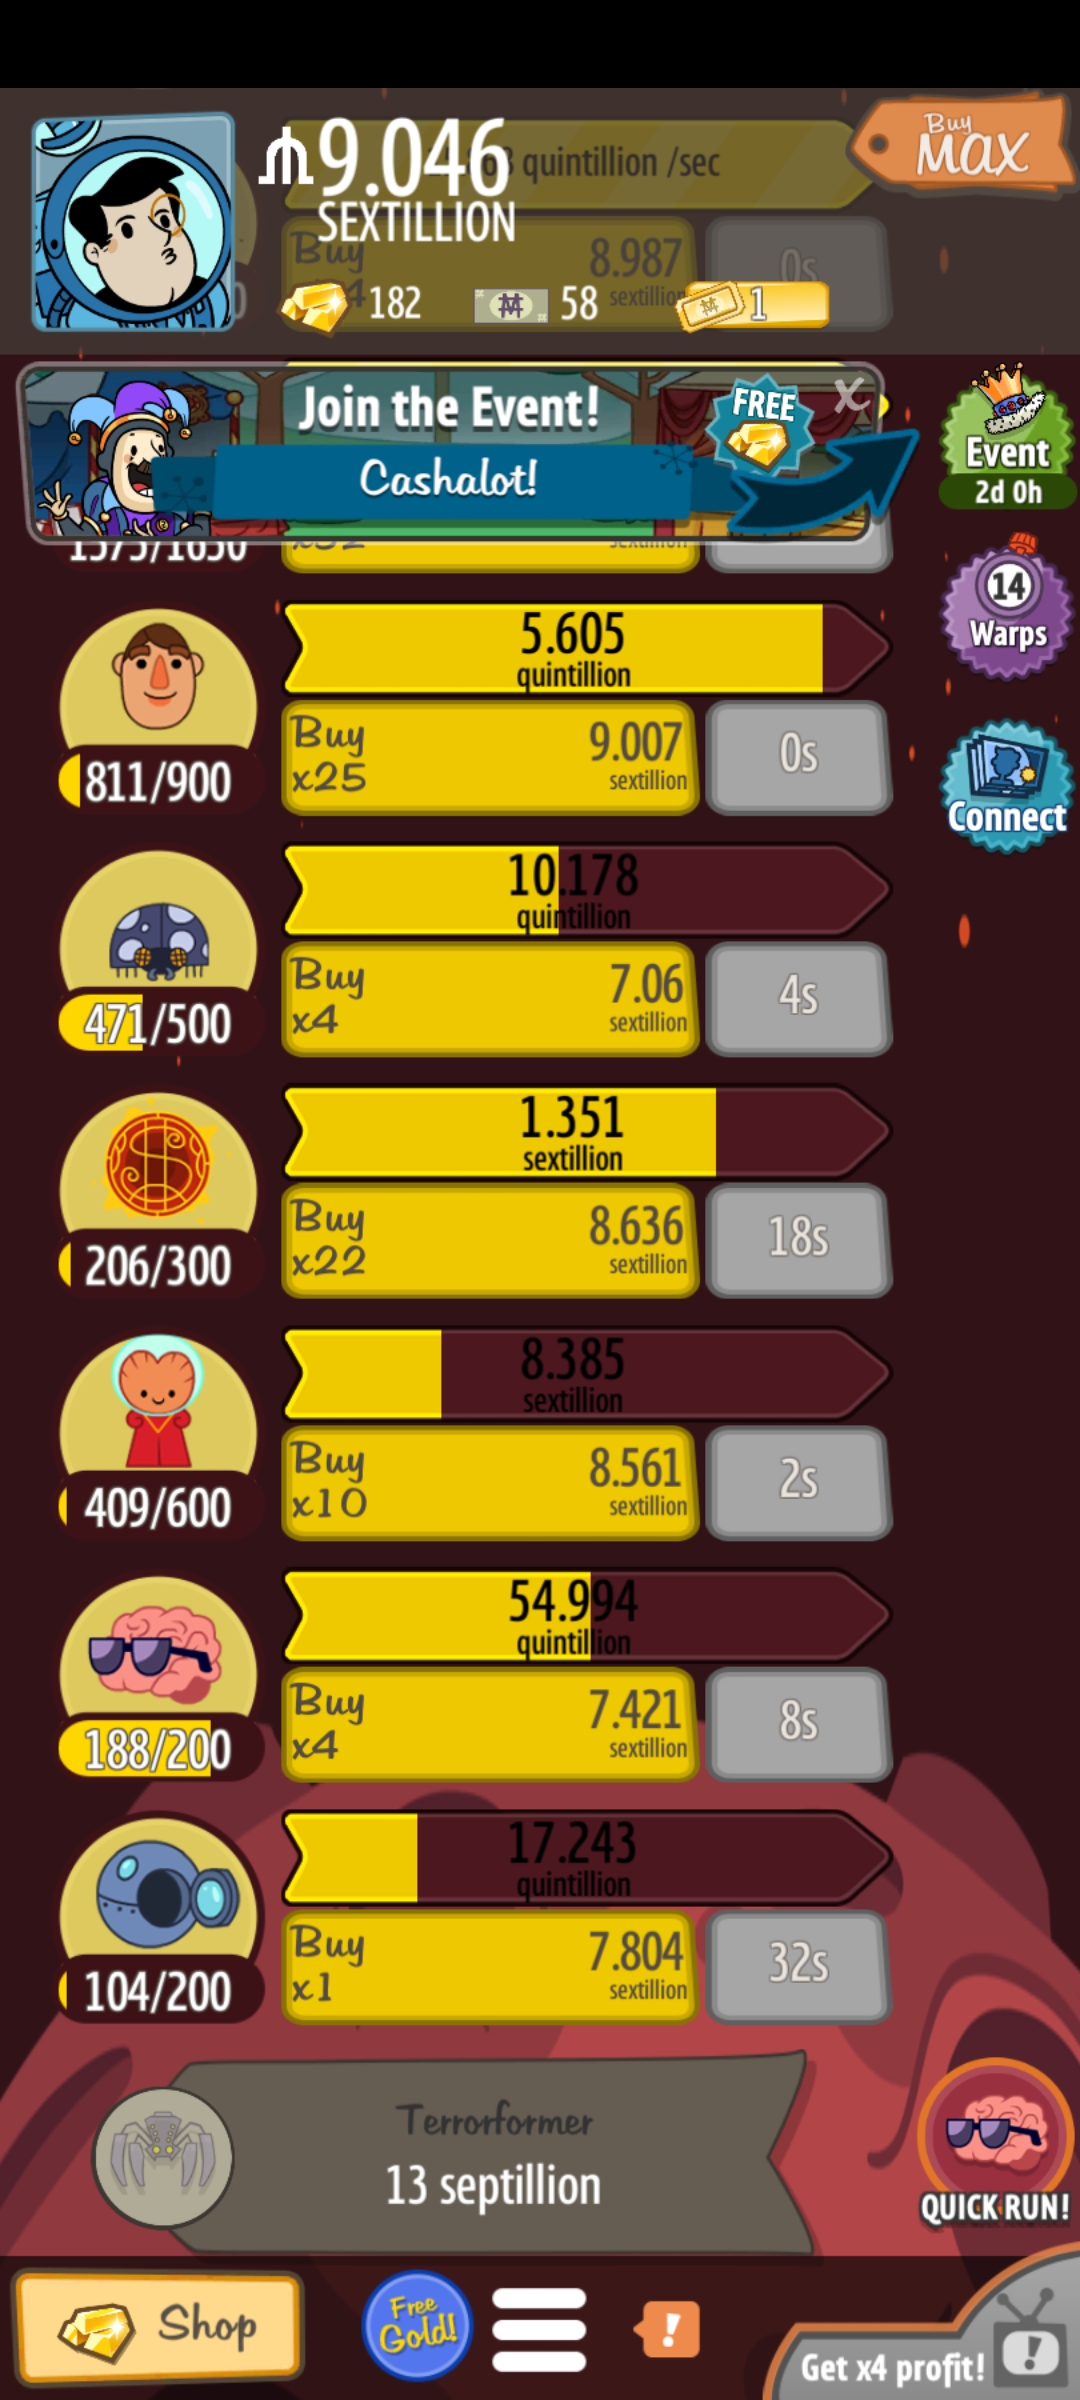 9.046
SEXTILLION
quintillion /sec
Buy
MAX
Buy
8.987
0s
182
58
1
Join the Event!
FREE
X
Cashalot!
Event
2d 0h
1575/1650
x32
14
Warps
5.605
quintillion
811/900
Buy
x25
9.007
sextillion
0s
Connect
10.178
quintillion
471/500
Buy
x4
7.06
sextillion
4s
1.351
sextillion
206/300
Buy
x22
8.636
sextillion
18s
8.385
sextillion
409/600
Buy
x10
8.561
sextillion
2s
54.994
quintillion
188/200
Buy
x4
7.421
sextillion
8s
17.243
quintillion
104/200
Buy
x1
7.804
sextillion
32s
Terrorformer
13 septillion
QUICK RUN!
Shop
Free
Gold!
!
Get x4 profit!
!